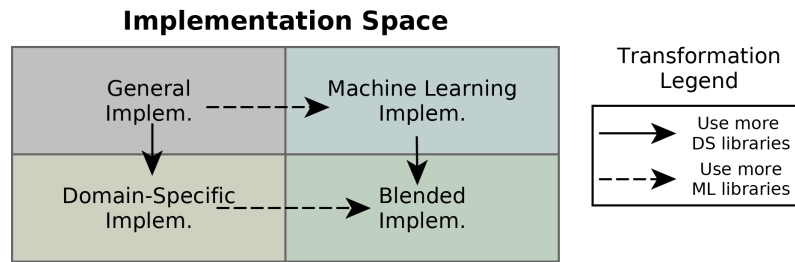 Implementation Space
General
Implem.
Machine Learning
Implem.
Domain-Specific
Implem.
Blended
Implem.
Transformation
Legend
Use more
DS libraries
Use more
ML libraries